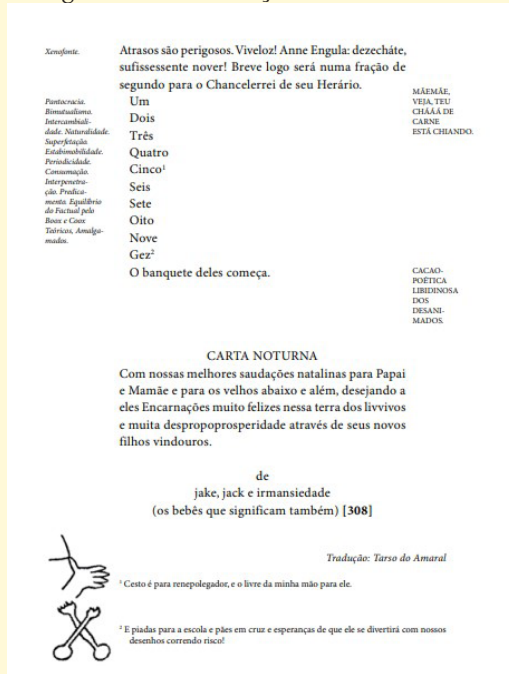 Xenofonte.
Atrasos são perigosos. Viveloz! Anne Engula: dezecháte,
sufissessente nover! Breve logo será numa fração de
segundo para o Chancelerrei de seu Herário.
MÃEMÃE,
VEJA, TEU
CHÁÁÁ DE
CARNE
ESTÁ CHIANDO.
Pantocracia.
Bimutualismo.
Intercambiali-
dade. Naturalidade.
Superfetação.
Estabimobilidade.
Periodicidade.
Consumação.
Interpenetra-
ção. Predica-
mento. Equilíbrio
do Factual pelo
Boox e Coox
Teóricos, Amalga-
mados.
Um
Dois
Três
Quatro
Cinco¹
Seis
Sete
Oito
Nove
Gez²
O banquete deles começa.
CACAO-
POÉTICA
LIBIDINOSA
DOS
DESANI-
MADOS.
CARTA NOTURNA
Com nossas melhores saudações natalinas para Papai
e Mamãe e para os velhos abaixo e além, desejando a
eles Encarnações muito felizes nessa terra dos livvivos
e muita despropoprosperidade através de seus novos
filhos vindouros.
de
jake, jack e irmansiedade
(os bebês que significam também) [308]
Tradução: Tarso do Amaral
¹ Cesto é para renepolegador, e o livre da minha mão para ele.
² E piadas para a escola e pães em cruz e esperanças de que ele se divertirá com nossos
desenhos correndo risco!